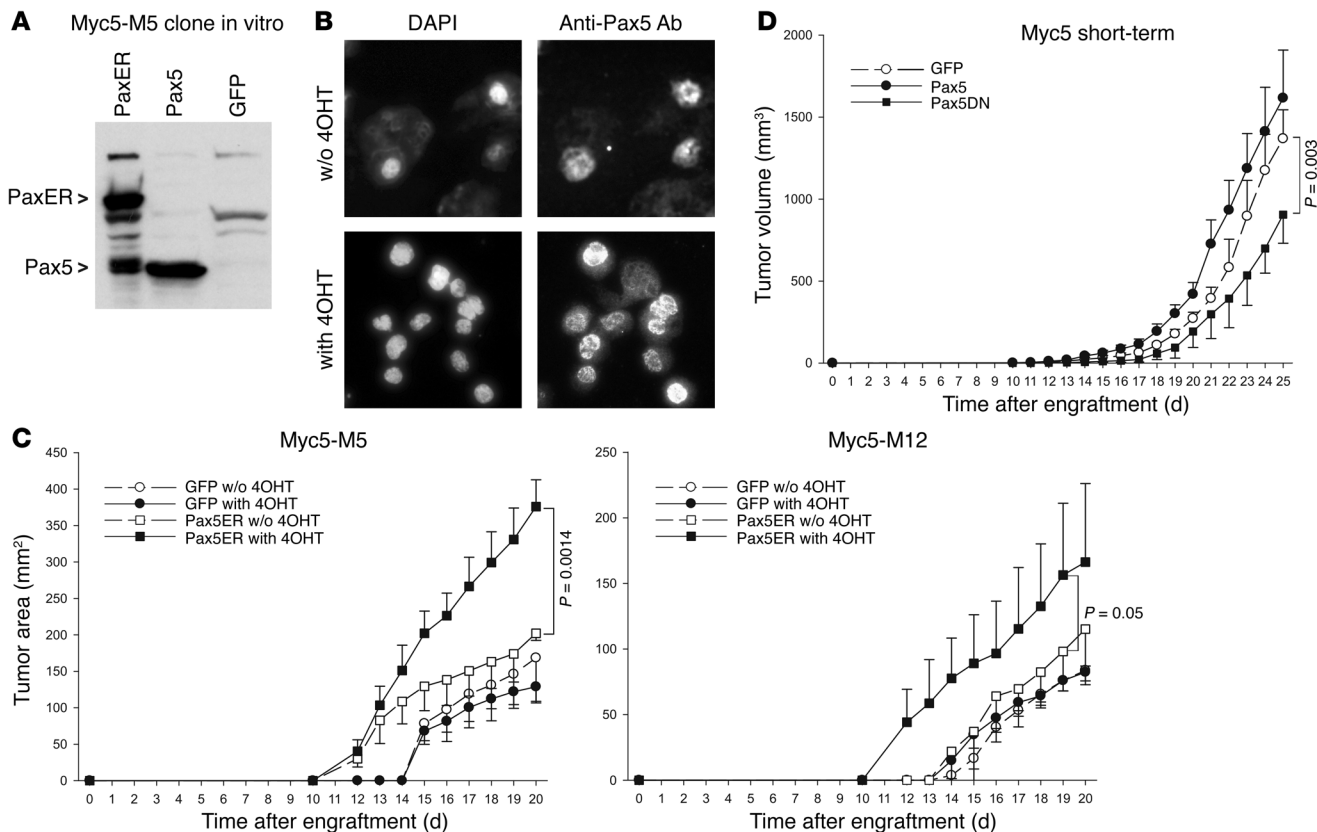 A
Myc5-M5 clone in vitro
PaxER
Pax5
GFP
PaxER >
Pax5 >
B
DAPI
Anti-Pax5 Ab
w/o 4OHT
with 4OHT
D
Myc5 short-term
GFP
Pax5
Pax5DN
2000
1500
1000
500
0
Tumor volume (mm³)
P = 0.003
0 1 2 3 4 5 6 7 8 9 10 11 12 13 14 15 16 17 18 19 20 21 22 23 24 25
Time after engraftment (d)
C
Myc5-M5
GFP w/o 4OHT
GFP with 4OHT
Pax5ER w/o 4OHT
Pax5ER with 4OHT
450
400
350
300
250
200
150
100
50
0
Tumor area (mm²)
P = 0.0014
0 1 2 3 4 5 6 7 8 9 10 11 12 13 14 15 16 17 18 19 20
Time after engraftment (d)
Myc5-M12
GFP w/o 4OHT
GFP with 4OHT
Pax5ER w/o 4OHT
Pax5ER with 4OHT
250
200
150
100
50
0
P = 0.05
0 1 2 3 4 5 6 7 8 9 10 11 12 13 14 15 16 17 18 19 20
Time after engraftment (d)